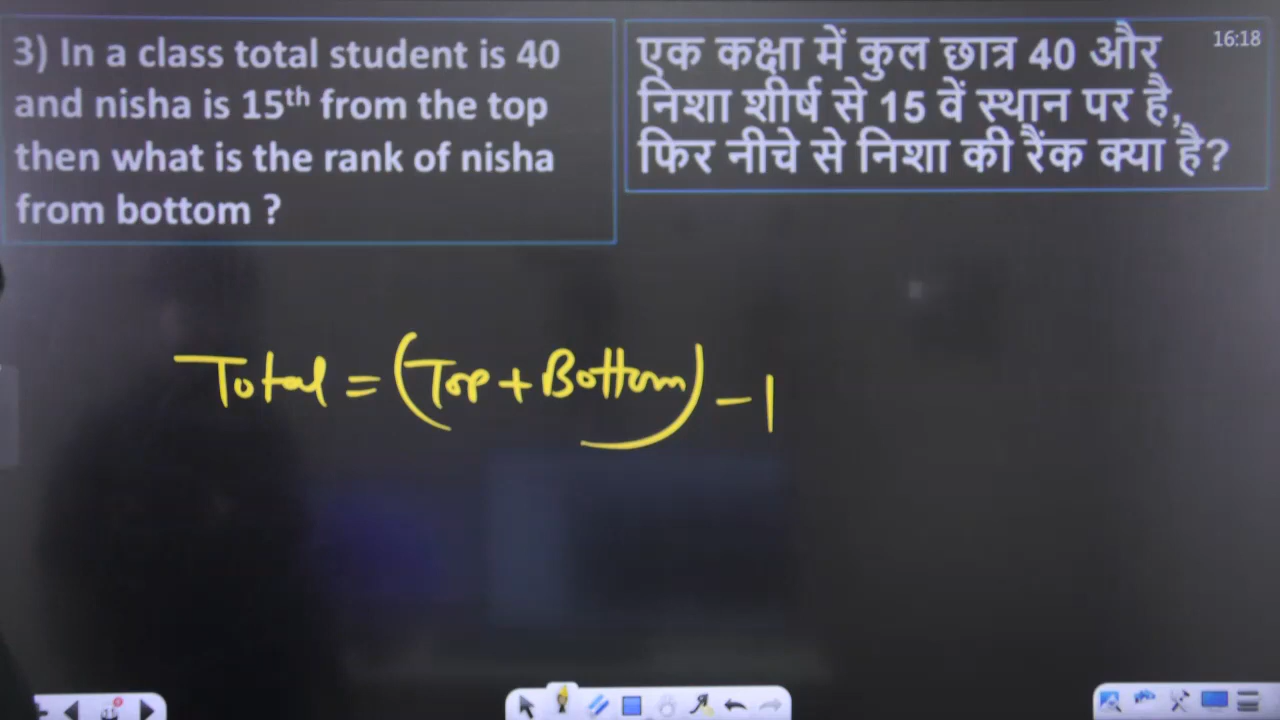 3) In a class total student is 40
and nisha is 15th from the top
then what is the rank of nisha
from bottom ?
एक कक्षा में कुल छात्र 40 और
निशा शीर्ष से 15 वें स्थान पर है,
फिर नीचे से निशा की रैंक क्या है?
16:18
Total = (Top + Bottom) - 1